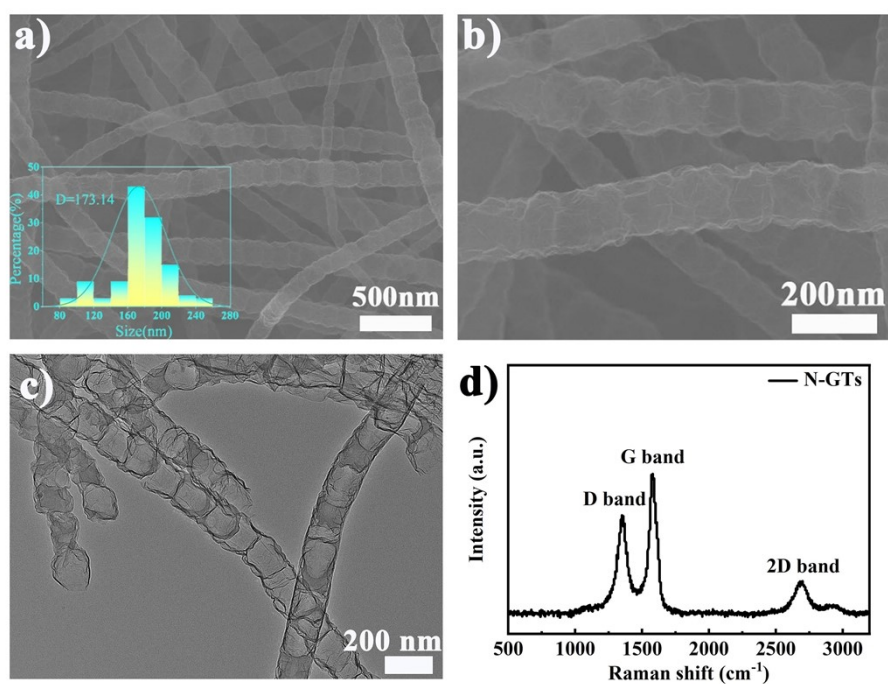 a)
50
40
30
20
10
0
Percentage(%)
D=173.14
80 120 160 200 240 280
Size(nm)
500nm
b)
200nm
c)
200 nm
d)
N-GTs
G band
D band
2D band
Intensity (a.u.)
500 1000 1500 2000 2500 3000
Raman shift (cm⁻¹)